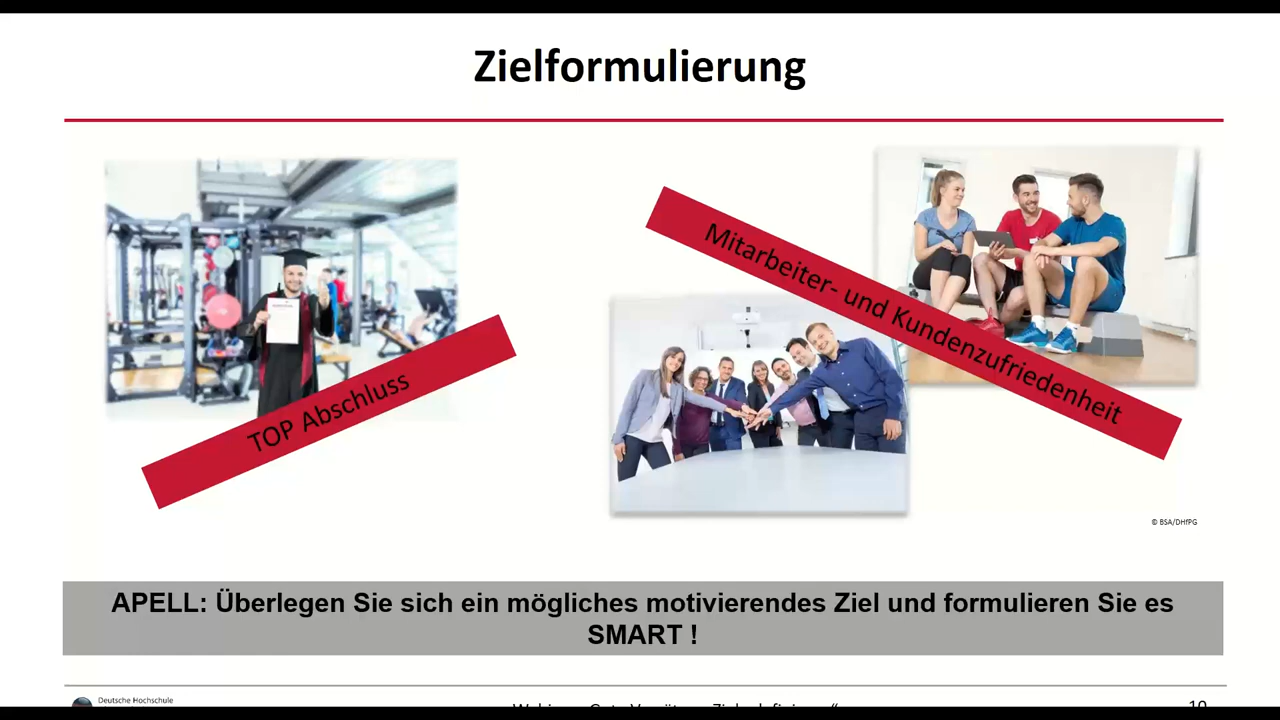 Zielformulierung
TOP Abschluss
Mitarbeiter- und Kundenzufriedenheit
© BSA/DHfPG
APELL: Überlegen Sie sich ein mögliches motivierendes Ziel und formulieren Sie es
SMART !
Deutsche Hochschule